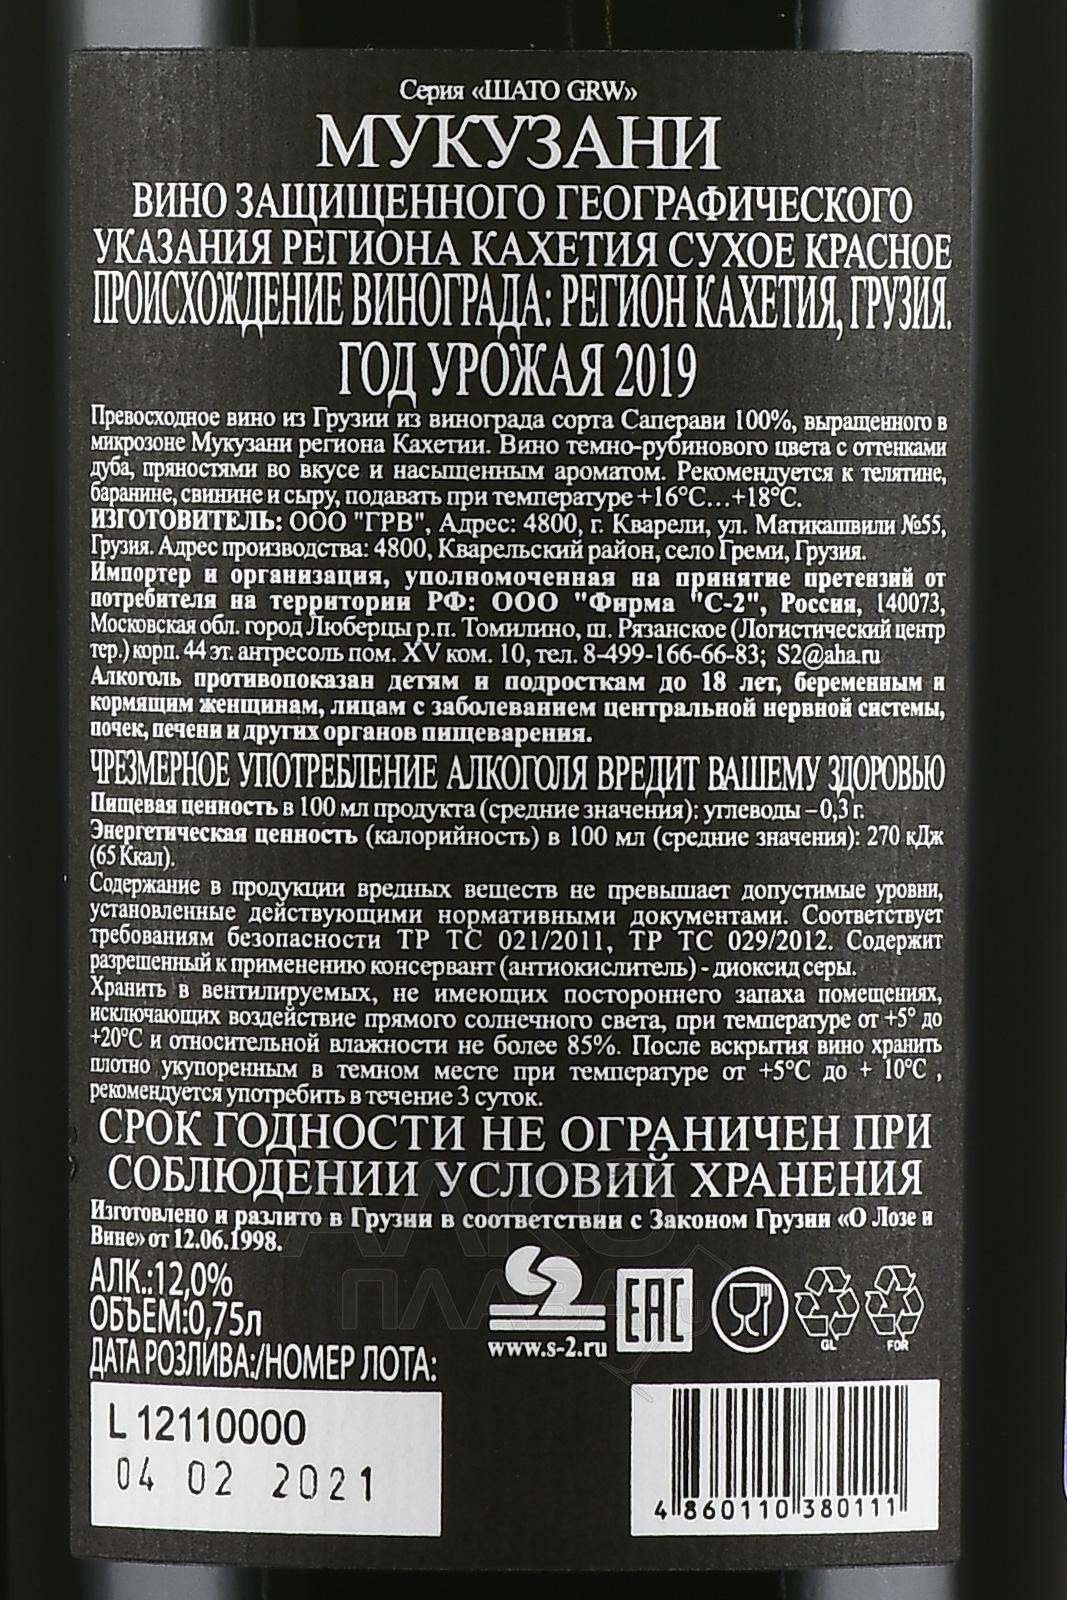 Серия «ШАТО GRW»
МУКУЗАНИ
ВИНО ЗАЩИЩЕННОГО ГЕОГРАФИЧЕСКОГО
УКАЗАНИЯ РЕГИОНА КАХЕТИЯ СУХОЕ КРАСНОЕ
ПРОИСХОЖДЕНИЕ ВИНОГРАДА: РЕГИОН КАХЕТИЯ, ГРУЗИЯ.
ГОД УРОЖАЯ 2019
Превосходное вино из Грузии из винограда сорта Саперави 100%, выращенного в
микрозоне Мукузани региона Кахетии. Вино темно-рубинового цвета с оттенками
дуба, пряностями во вкусе и насыщенным ароматом. Рекомендуется к телятине,
баранине, свинине и сыру, подавать при температуре +16°С...+18°С.
ИЗГОТОВИТЕЛЬ: ООО "ГРВ", Адрес: 4800, г. Кварели, ул. Матикашвили №55,
Грузия. Адрес производства: 4800, Кварельский район, село Греми, Грузия.
Импортер и организация, уполномоченная на принятие претензий от
потребителя на территории РФ: ООО "Фирма "С-2", Россия, 140073,
Московская обл. город Люберцы р.п. Томилино, ш. Рязанское (Логистический центр
тер.) корп. 44 эт. антресоль пом. XV ком. 10, тел. 8-499-166-66-83; S2@aha.ru
Алкоголь противопоказан детям и подросткам до 18 лет, беременным и
кормящим женщинам, лицам с заболеванием центральной нервной системы,
почек, печени и других органов пищеварения.
ЧРЕЗМЕРНОЕ УПОТРЕБЛЕНИЕ АЛКОГОЛЯ ВРЕДИТ ВАШЕМУ ЗДОРОВЬЮ
Пищевая ценность в 100 мл продукта (средние значения): углеводы – 0,3 г.
Энергетическая ценность (калорийность) в 100 мл (средние значения): 270 кДж
(65 Ккал).
Содержание в продукции вредных веществ не превышает допустимые уровни,
установленные действующими нормативными документами. Соответствует
требованиям безопасности ТР ТС 021/2011, ТР ТС 029/2012. Содержит
разрешенный к применению консервант (антиокислитель) - диоксид серы.
Хранить в вентилируемых, не имеющих постороннего запаха помещениях,
исключающих воздействие прямого солнечного света, при температуре от +5° до
+20°С и относительной влажности не более 85%. После вскрытия вино хранить
плотно укупоренным в темном месте при температуре от +5°С до + 10°С ,
рекомендуется употребить в течение 3 суток.
СРОК ГОДНОСТИ НЕ ОГРАНИЧЕН ПРИ
СОБЛЮДЕНИИ УСЛОВИЙ ХРАНЕНИЯ
Изготовлено и разлито в Грузии в соответствии с Законом Грузии «О Лозе и
Вине» от 12.06.1998.
АЛК.:12,0%
ОБЪЕМ:0,75л
ДАТА РОЗЛИВА:/НОМЕР ЛОТА:
www.s-2.ru
ЕАС
GL
FOR
L 12110000
04 02 2021
4 860110 380111
АЛКО
ПЛАЗА.ru